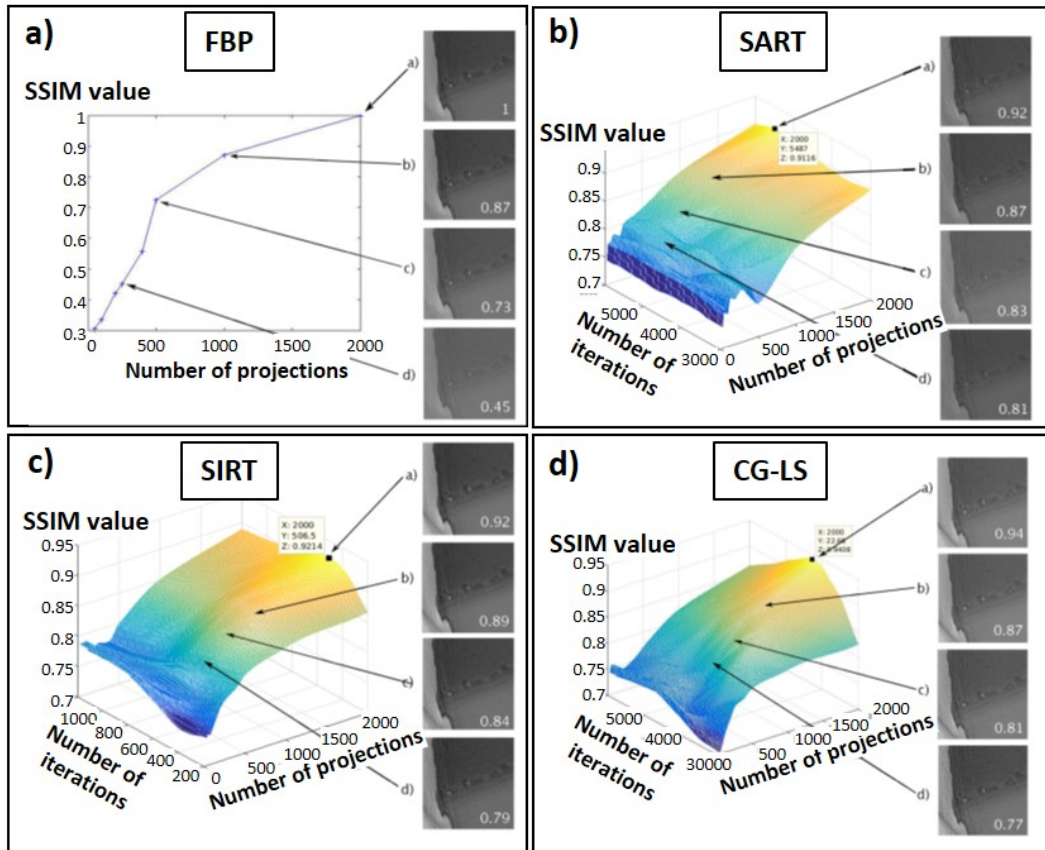 a)
FBP
SSIM value
1
0.9
0.8
0.7
0.6
0.5
0.4
0.3
0
500
1000
1500
2000
Number of projections
a)
b)
c)
d)
1
0.87
0.73
0.45
b)
SART
SSIM value
0.9
0.85
0.8
0.75
0.7
X: 2000
Y: 5487
Z: 0.9116
5000
4000
3000
Number of
iterations
0
500
1000
1500
2000
Number of projections
a)
b)
c)
d)
0.92
0.87
0.83
0.81
c)
SIRT
SSIM value
0.95
0.9
0.85
0.8
0.75
0.7
X: 2000
Y: 506.5
Z: 0.9214
1000
800
600
400
200
Number of
iterations
0
500
1000
1500
2000
Number of projections
a)
b)
c)
d)
0.92
0.89
0.84
0.79
d)
CG-LS
SSIM value
0.95
0.9
0.85
0.8
0.75
0.7
X: 2000
5000
4000
30000
Number of
iterations
500
1000
1500
2000
Number of projections
a)
b)
c)
d)
0.94
0.87
0.81
0.77